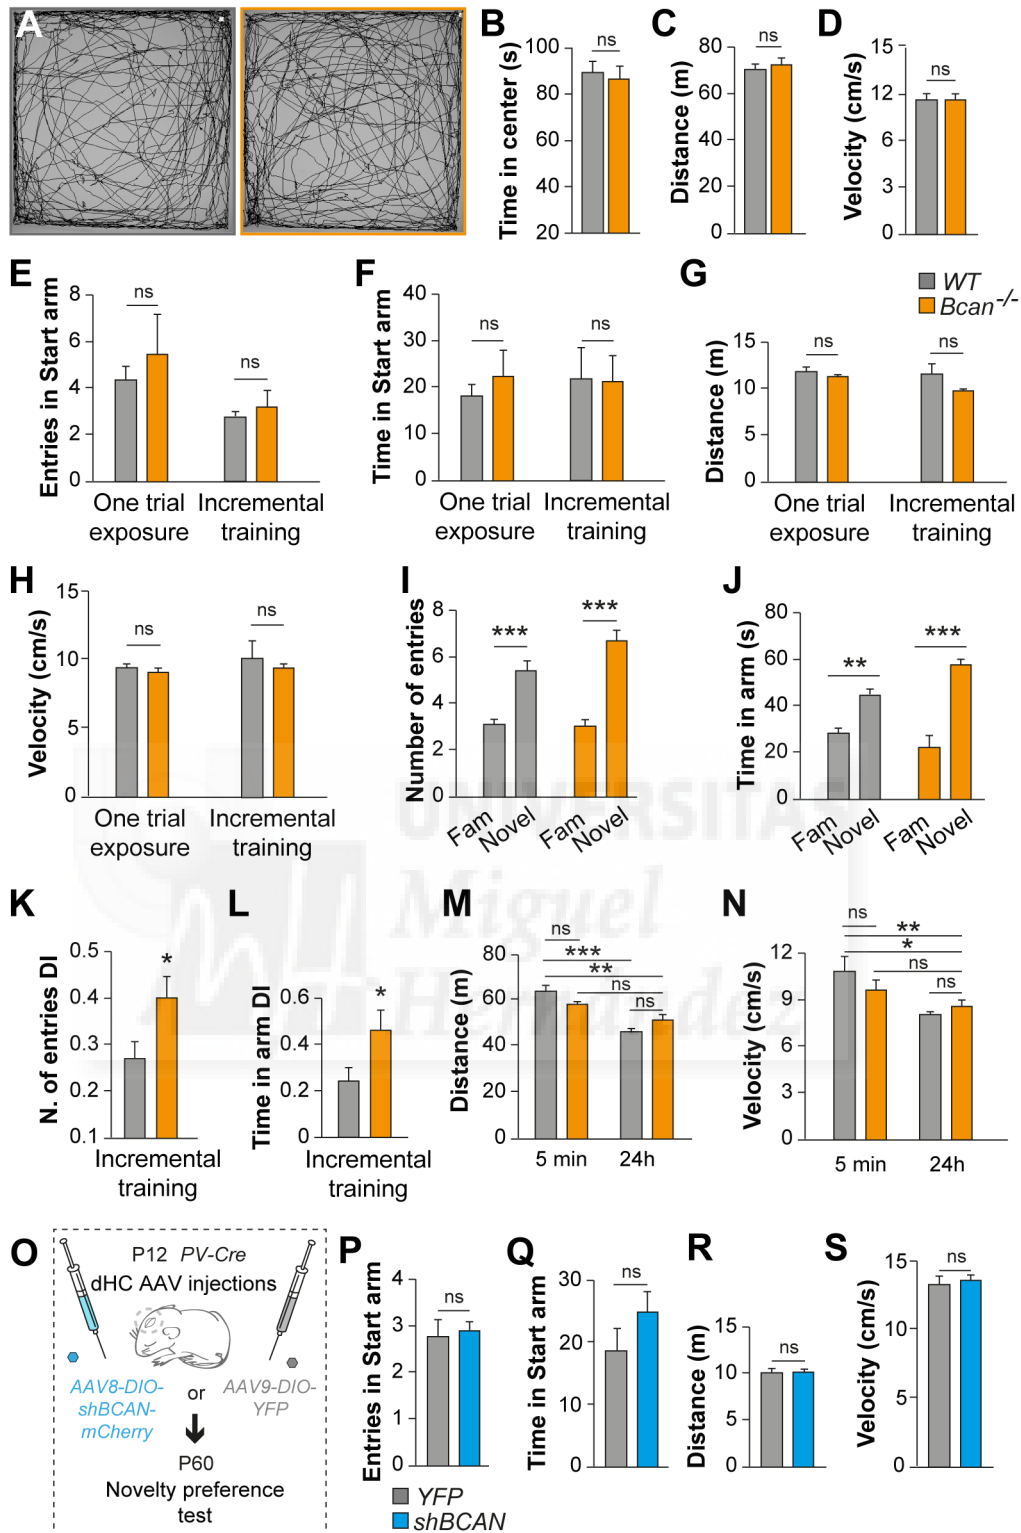 A
B
Time in center (s)
100
80
60
40
20
ns
C
Distance (m)
80
60
40
20
0
ns
D
Velocity (cm/s)
15
12
6
3
0
ns
E
Entries in Start arm
8
6
4
2
0
ns
ns
One trial
exposure
Incremental
training
F
Time in Start arm
40
30
20
10
0
ns
ns
One trial
exposure
Incremental
training
G
WT
Bcan-/-
Distance (m)
15
10
5
0
ns
ns
One trial
exposure
Incremental
training
H
Velocity (cm/s)
15
10
5
0
ns
ns
One trial
exposure
Incremental
training
I
Number of entries
8
6
4
2
0
***
***
Fam
Novel
Fam
Novel
J
Time in arm (s)
80
60
40
20
0
**
***
Fam
Novel
Fam
Novel
UNIVERSITAS
Miguel
Hernández
K
N. of entries DI
0.5
0.4
0.3
0.2
0.1
*
Incremental
training
L
Time in arm DI
0.6
0.4
0.2
0
*
Incremental
training
M
Distance (m)
80
60
40
20
0
ns
***
**
ns
ns
5 min
24h
N
Velocity (cm/s)
12
9
6
3
0
ns
**
*
ns
ns
5 min
24h
O
P12 PV-Cre
dHC AAV injections
AAV8-DIO-
shBCAN-
mCherry
or
AAV9-DIO-
YFP
P60
Novelty preference
test
P
Entries in Start arm
4
3
2
1
0
ns
YFP
shBCAN
Q
Time in Start arm
30
20
10
0
ns
R
Distance (m)
15
10
5
0
ns
S
Velocity (cm/s)
15
10
5
0
ns